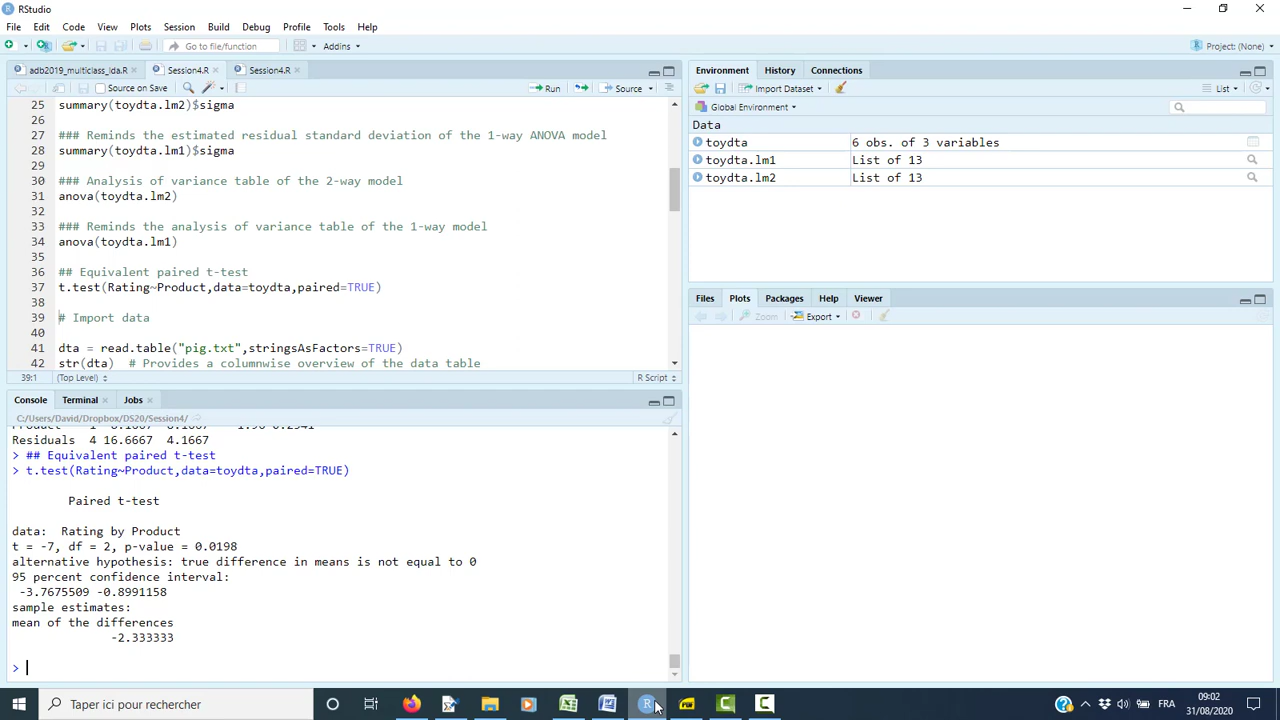 RStudio
File Edit Code View Plots Session Build Debug Profile Tools Help
Go to file/function Addins Project: (None)
adb2019_multiclass_lda.R Session4.R Session4.R
Source on Save Run Source
25 summary(toydta.lm2)$sigma
26
27 ### Reminds the estimated residual standard deviation of the 1-way ANOVA model
28 summary(toydta.lm1)$sigma
29
30 ### Analysis of variance table of the 2-way model
31 anova(toydta.lm2)
32
33 ### Reminds the analysis of variance table of the 1-way model
34 anova(toydta.lm1)
35
36 ## Equivalent paired t-test
37 t.test(Rating~Product,data=toydta,paired=TRUE)
38
39 # Import data
40
41 dta = read.table("pig.txt",stringsAsFactors=TRUE)
42 str(dta)  # Provides a columnwise overview of the data table
39:1 (Top Level) R Script
Console Terminal Jobs
C:/Users/David/Dropbox/DS20/Session4/
Residuals 4 16.6667 4.1667
> ## Equivalent paired t-test
> t.test(Rating~Product,data=toydta,paired=TRUE)
Paired t-test
data:  Rating by Product
t = -7, df = 2, p-value = 0.0198
alternative hypothesis: true difference in means is not equal to 0
95 percent confidence interval:
-3.7675509 -0.8991158
sample estimates:
mean of the differences
-2.333333
>
Environment History Connections
Import Dataset List
Global Environment
Data
toydta 6 obs. of 3 variables
toydta.lm1 List of 13
toydta.lm2 List of 13
Files Plots Packages Help Viewer
Zoom Export
Taper ici pour rechercher
FRA
09:02
31/08/2020